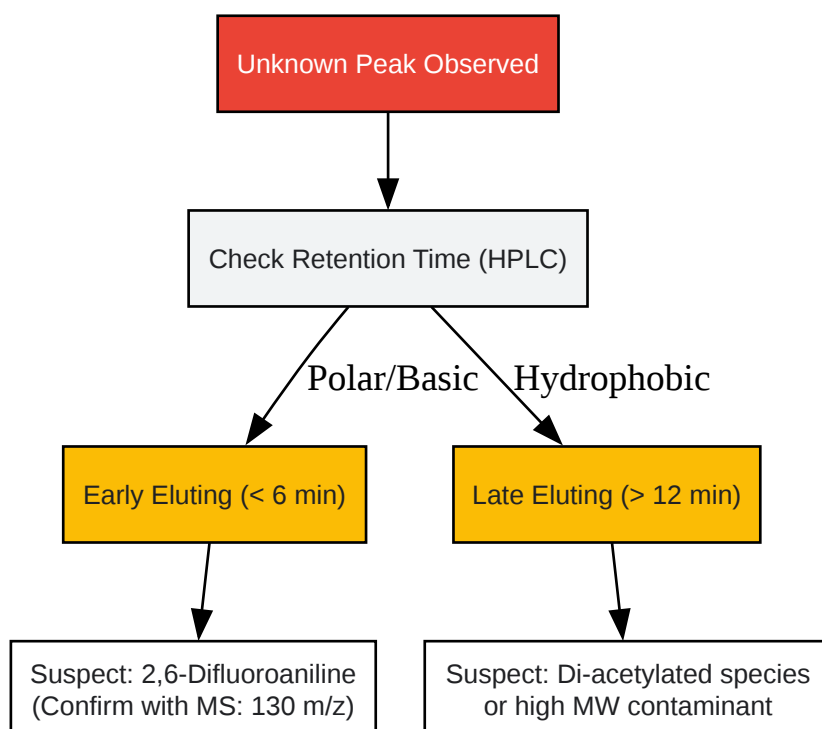 Unknown Peak Observed
Check Retention Time (HPLC)
Polar/Basic
Hydrophobic
Early Eluting (< 6 min)
Late Eluting (> 12 min)
Suspect: 2,6-Difluoroaniline
(Confirm with MS: 130 m/z)
Suspect: Di-acetylated species
or high MW contaminant